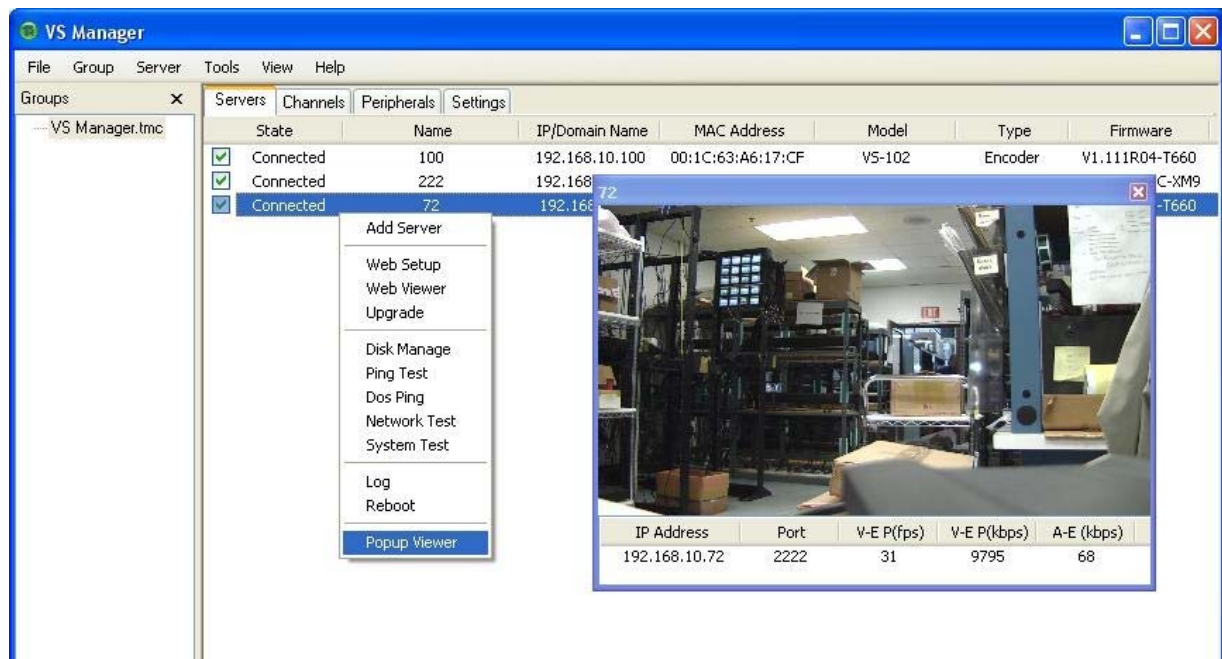 VS Manager
File Group Server Tools View Help
Groups x
VS Manager.tmc
Servers Channels Peripherals Settings
State Name IP/Domain Name MAC Address Model Type Firmware
Connected 100 192.168.10.100 00:1C:63:A6:17:CF VS-102 Encoder V1.111R04-T660
Connected 222 192.168 C-XM9
Connected 72 192.168 -T660
72
Add Server
Web Setup
Web Viewer
Upgrade
Disk Manage
Ping Test
Dos Ping
Network Test
System Test
Log
Reboot
Popup Viewer
EXIT
IP Address Port V-E P(fps) V-E P(kbps) A-E (kbps)
192.168.10.72 2222 31 9795 68